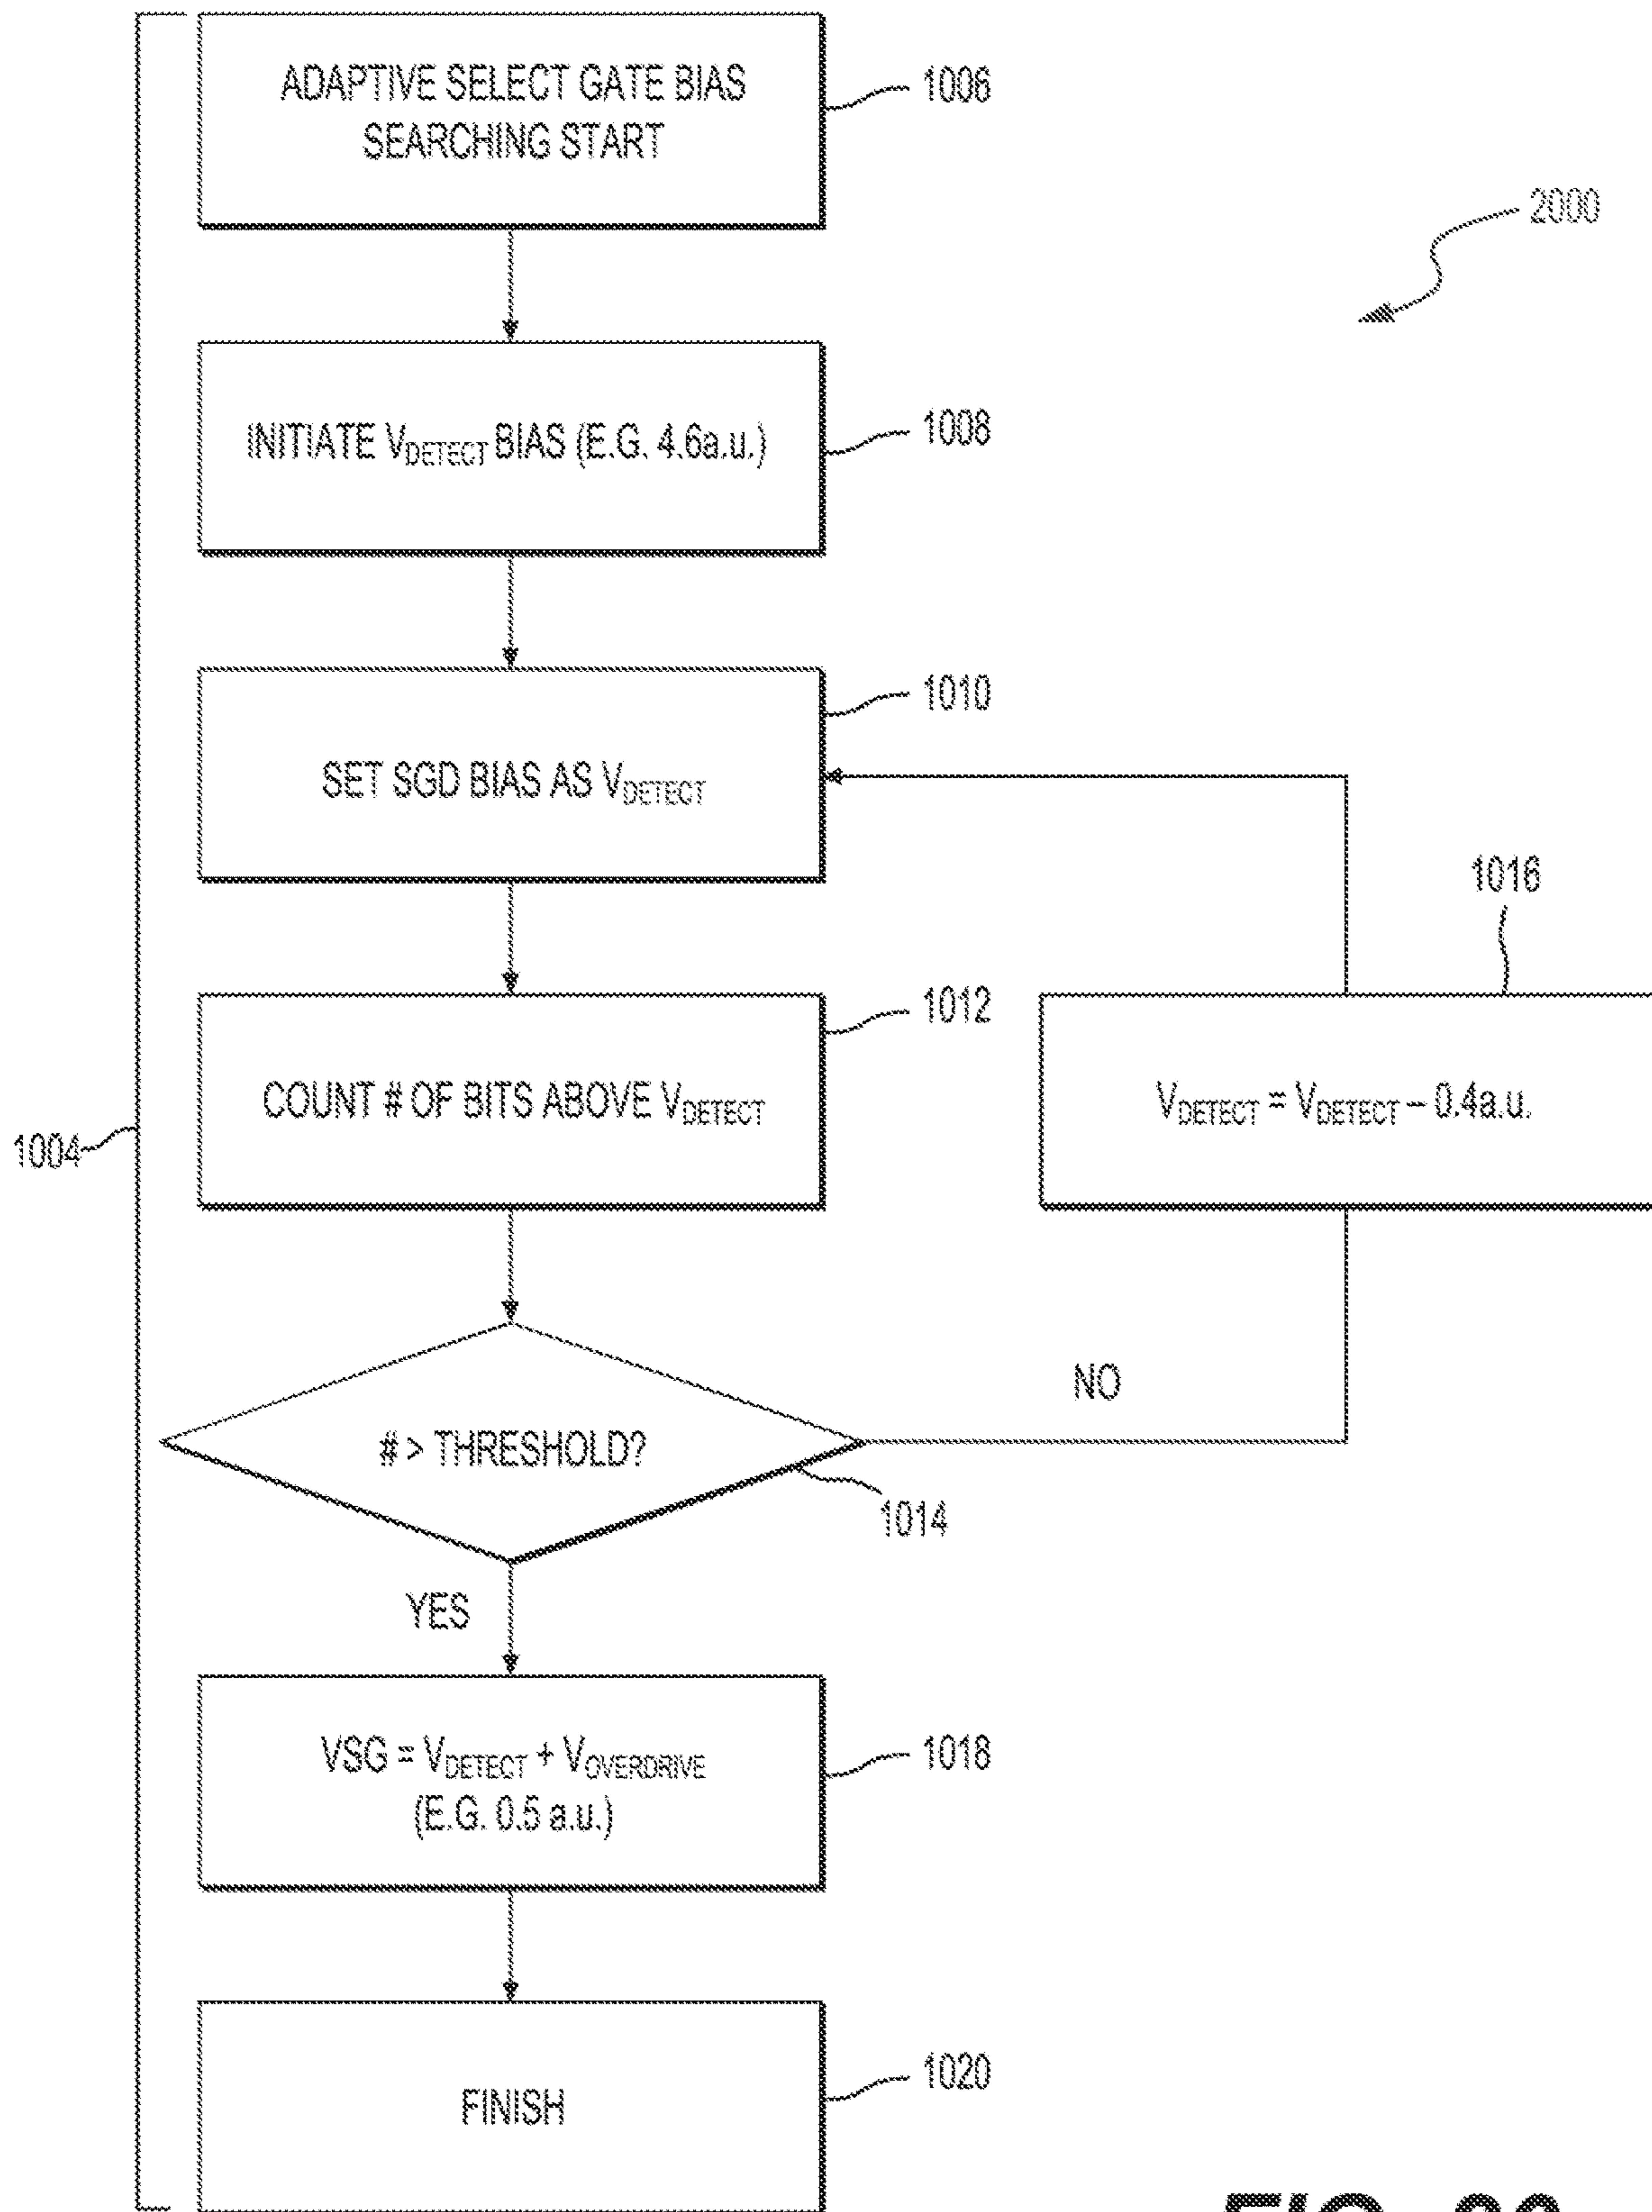 ADAPTIVE SELECT GATE BIAS
SEARCHING START
1006
2000
INITIATE VDETECT BIAS (E.G. 4.6a.u.)
1008
SET SGD BIAS AS VDETECT
1010
1016
COUNT # OF BITS ABOVE VDETECT
1012
VDETECT = VDETECT – 0.4a.u.
1004
# > THRESHOLD?
NO
1014
YES
VSG = VDETECT + VOVERDRIVE
(E.G. 0.5 a.u.)
1018
FINISH
1020